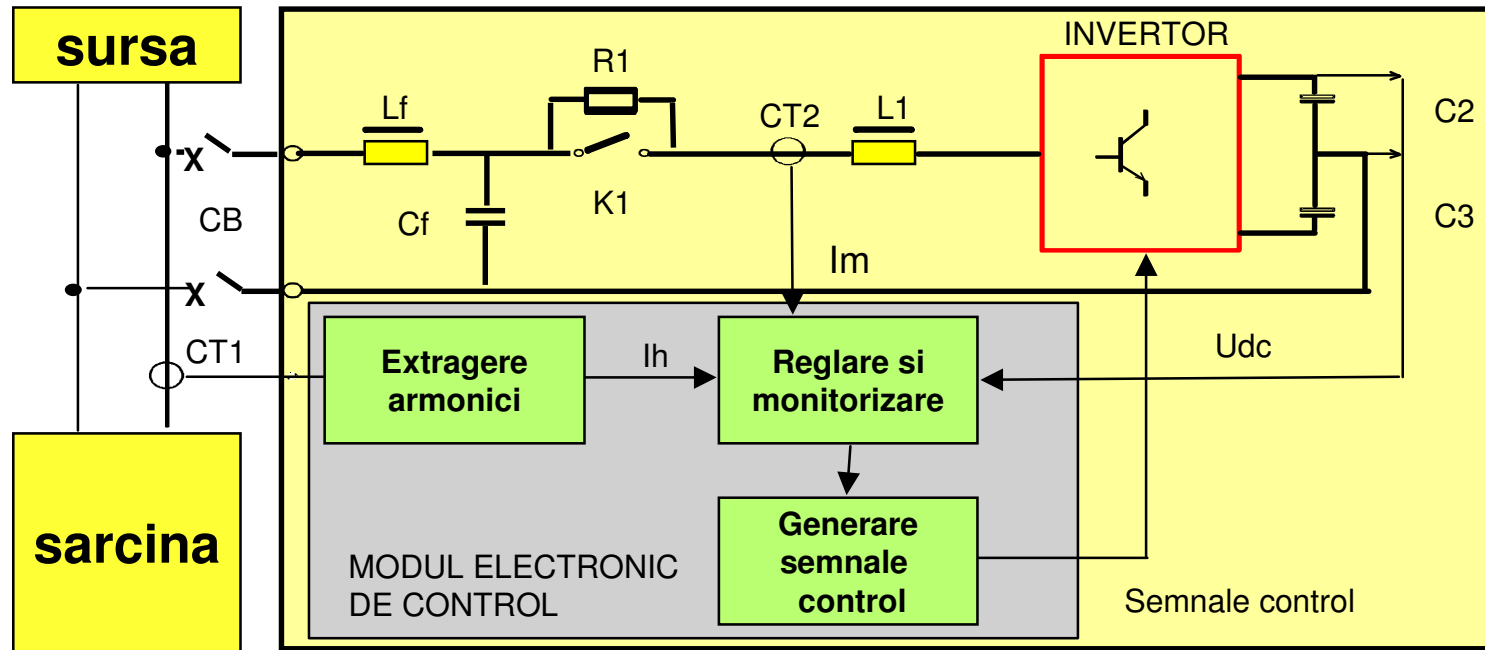 sursa
INVERTOR
R1
Lf
CT2
L1
C2
X
K1
CB
Cf
C3
Im
X
CT1
Extragere
armonici
Ih
Reglare si
monitorizare
Udc
sarcina
Generare
semnale
control
MODUL ELECTRONIC
DE CONTROL
Semnale control